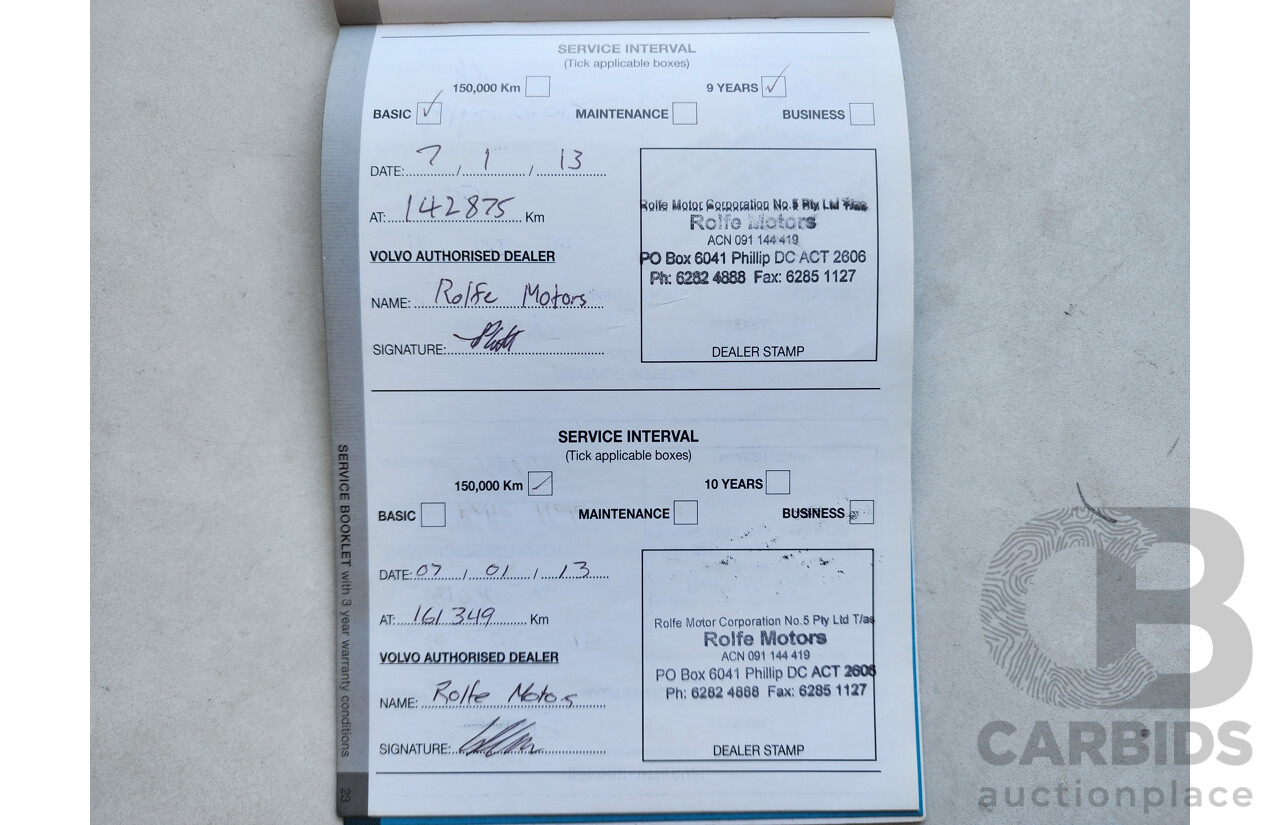 SERVICE INTERVAL
(Tick applicable boxes)
150,000 Km 9 YEARS
BASIC MAINTENANCE BUSINESS
DATE: 7 / 1 / 13
AT: 142875 Km
VOLVO AUTHORISED DEALER
NAME: Rolfe Motors
SIGNATURE:
Rolfe Motor Corporation No.5 Pty Ltd T/as
Rolfe Motors
ACN 091 144 419
PO Box 6041 Phillip DC ACT 2606
Ph: 6282 4888 Fax: 6285 1127
DEALER STAMP
SERVICE INTERVAL
(Tick applicable boxes)
150,000 Km 10 YEARS
BASIC MAINTENANCE BUSINESS
DATE: 07 / 01 / 13
AT: 161349 Km
VOLVO AUTHORISED DEALER
NAME: Rolfe Motors
SIGNATURE:
Rolfe Motor Corporation No.5 Pty Ltd T/as
Rolfe Motors
ACN 091 144 419
PO Box 6041 Phillip DC ACT 2606
Ph: 6282 4888 Fax: 6285 1127
DEALER STAMP
SERVICE BOOKLET with 3 year warranty conditions
29
CB
CARBIDS
auctionplace